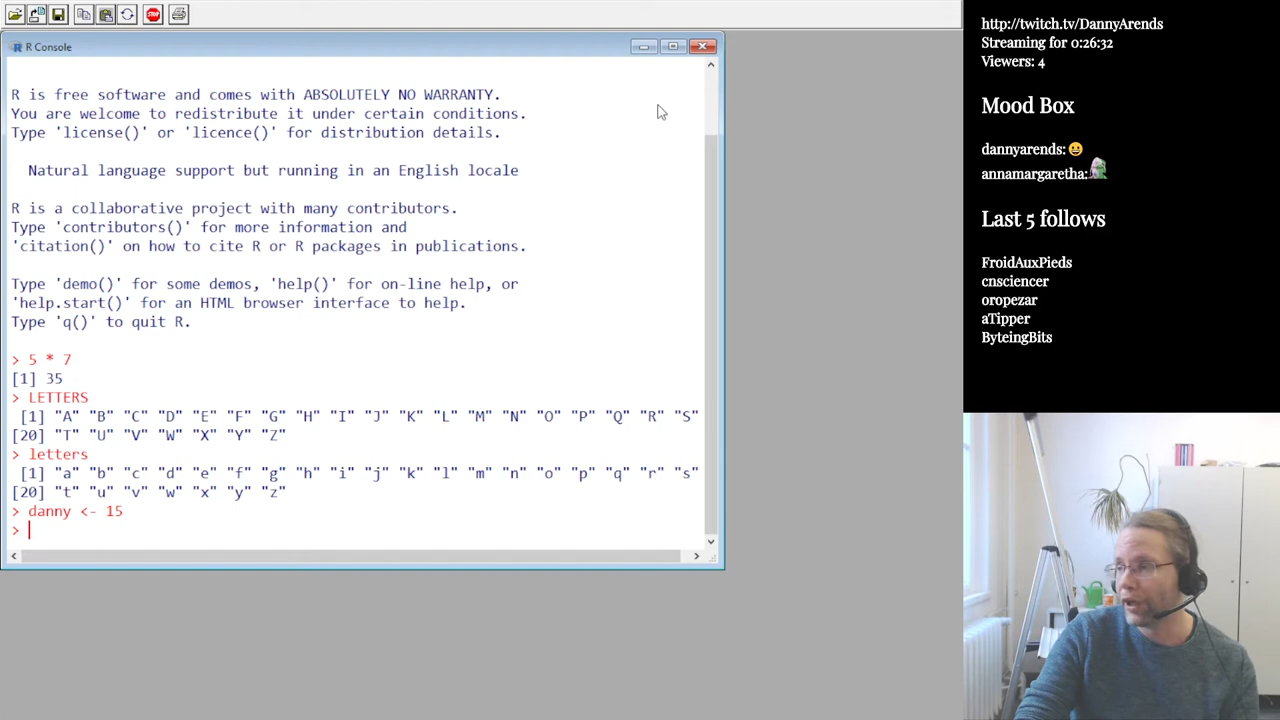 R Console
R is free software and comes with ABSOLUTELY NO WARRANTY.
You are welcome to redistribute it under certain conditions.
Type 'license()' or 'licence()' for distribution details.
Natural language support but running in an English locale
R is a collaborative project with many contributors.
Type 'contributors()' for more information and
'citation()' on how to cite R or R packages in publications.
Type 'demo()' for some demos, 'help()' for on-line help, or
'help.start()' for an HTML browser interface to help.
Type 'q()' to quit R.
> 5 * 7
[1] 35
> LETTERS
[1] "A" "B" "C" "D" "E" "F" "G" "H" "I" "J" "K" "L" "M" "N" "O" "P" "Q" "R" "S"
[20] "T" "U" "V" "W" "X" "Y" "Z"
> letters
[1] "a" "b" "c" "d" "e" "f" "g" "h" "i" "j" "k" "l" "m" "n" "o" "p" "q" "r" "s"
[20] "t" "u" "v" "w" "x" "y" "z"
> danny <- 15
>
http://twitch.tv/DannyArends
Streaming for 0:26:32
Viewers: 4
Mood Box
dannyarends:
annamargaretha:
Last 5 follows
FroidAuxPieds
cnsciencer
oropezar
aTipper
ByteingBits
STOP